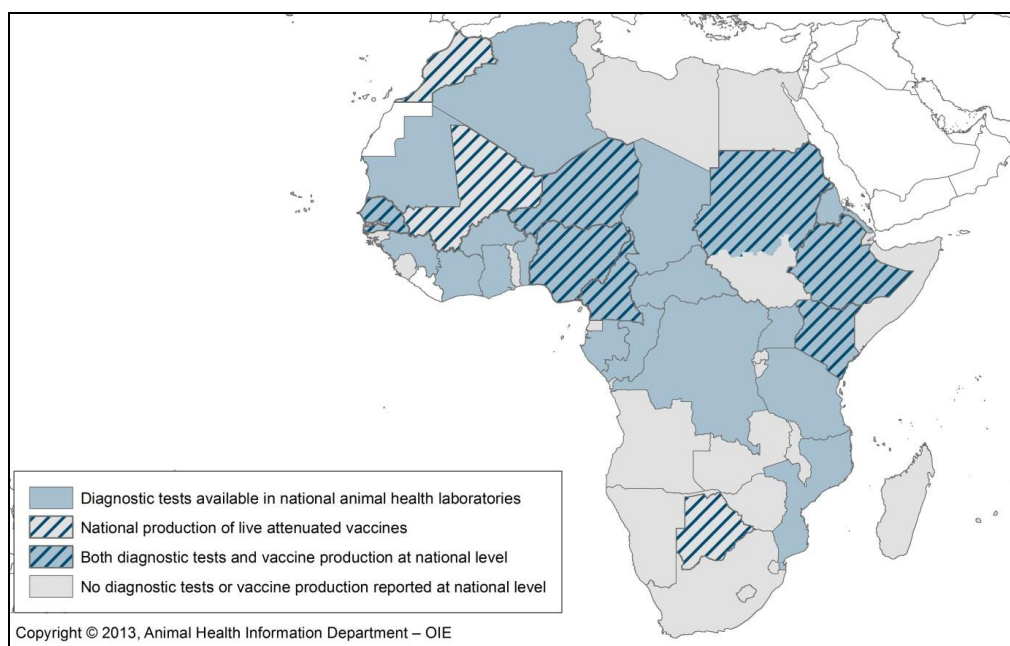 Diagnostic tests available in national animal health laboratories
National production of live attenuated vaccines
Both diagnostic tests and vaccine production at national level
No diagnostic tests or vaccine production reported at national level
Copyright © 2013, Animal Health Information Department – OIE